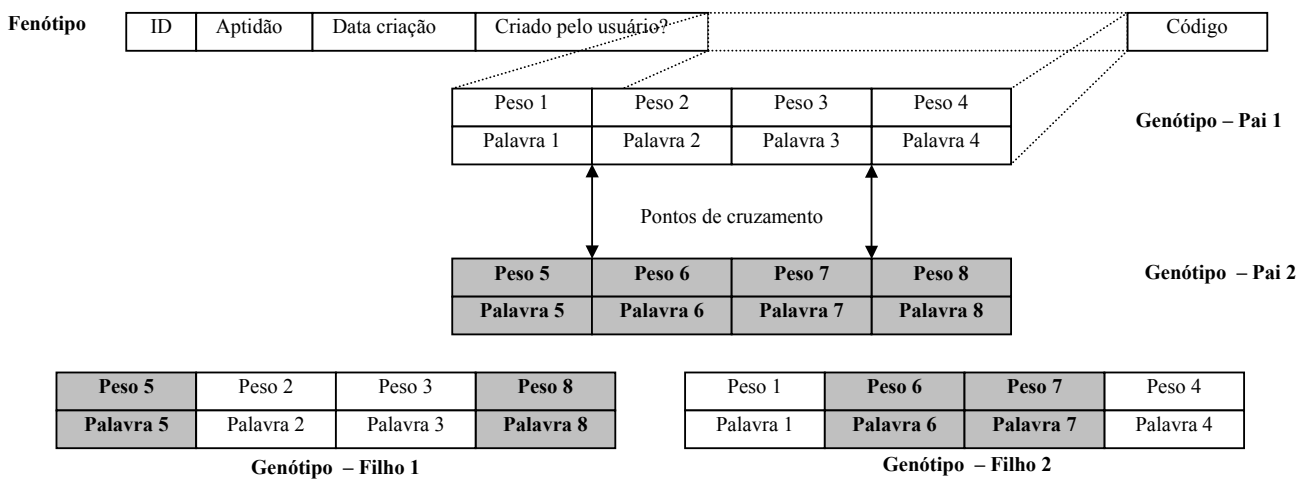 Fenótipo ID Aptidão Data criação Criado pelo usuário? Código
Peso 1 Peso 2 Peso 3 Peso 4
Genótipo – Pai 1
Palavra 1 Palavra 2 Palavra 3 Palavra 4
Pontos de cruzamento
Peso 5 Peso 6 Peso 7 Peso 8
Genótipo – Pai 2
Palavra 5 Palavra 6 Palavra 7 Palavra 8
Peso 5 Peso 2 Peso 3 Peso 8
Palavra 5 Palavra 2 Palavra 3 Palavra 8
Genótipo – Filho 1
Peso 1 Peso 6 Peso 7 Peso 4
Palavra 1 Palavra 6 Palavra 7 Palavra 4
Genótipo – Filho 2